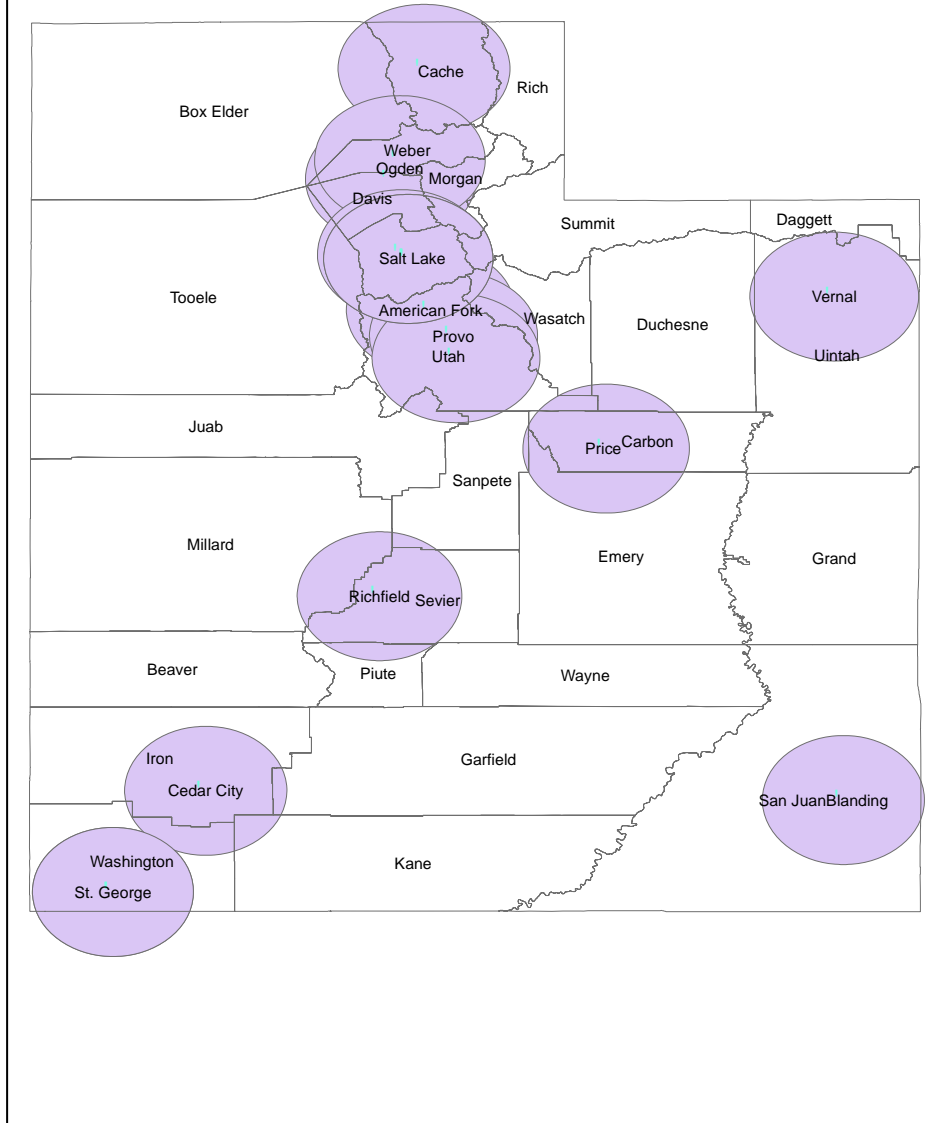 Cache
Rich
Box Elder
Weber
Ogden
Morgan
Davis
Summit
Daggett
Salt Lake
Tooele
Vernal
American Fork
Wasatch
Duchesne
Provo
Utah
Uintah
Juab
Price
Carbon
Sanpete
Millard
Emery
Grand
Richfield
Sevier
Beaver
Piute
Wayne
Iron
Garfield
Cedar City
San Juan
Blanding
Washington
Kane
St. George